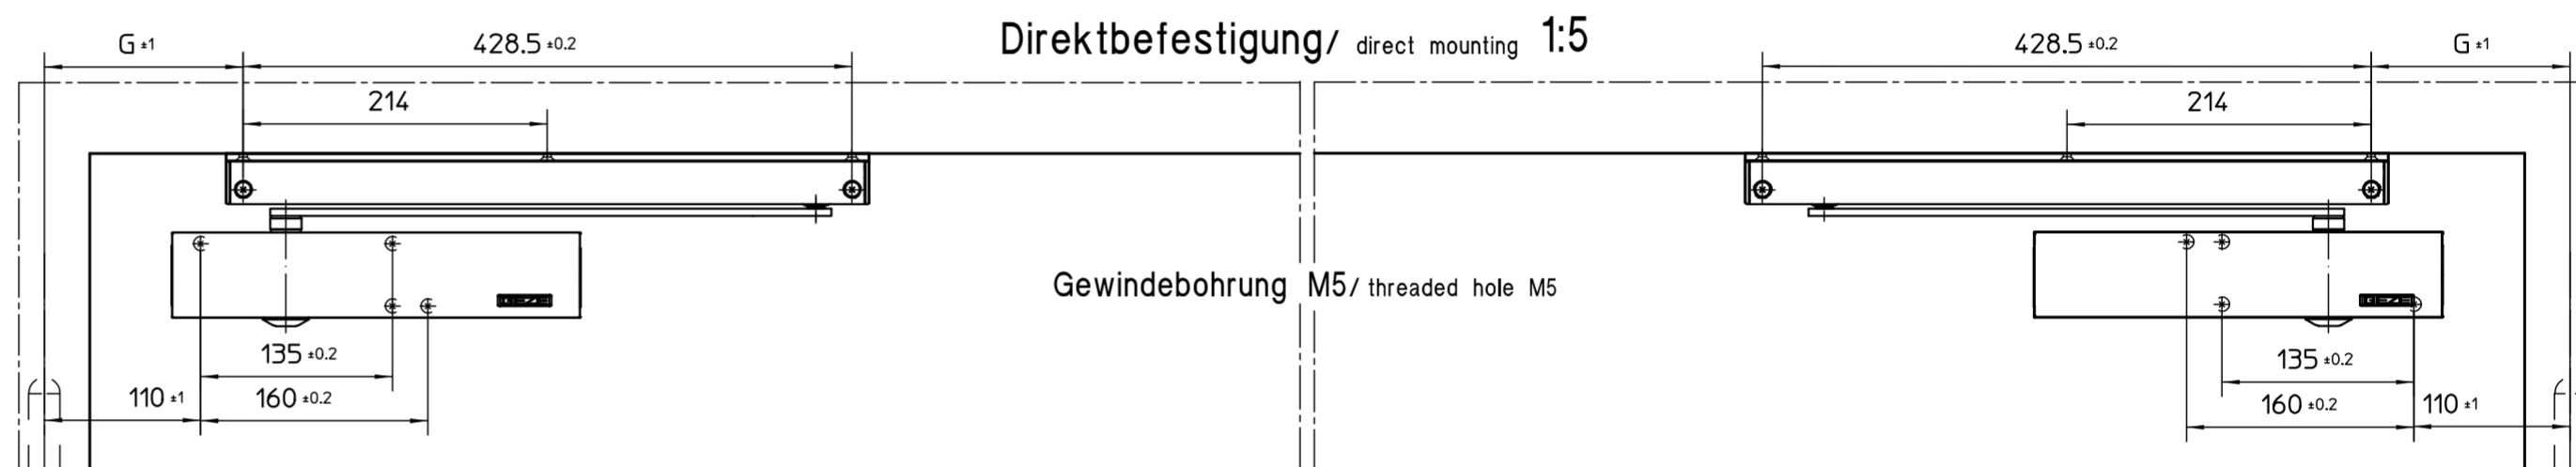 Direktbefestigung/ direct mounting 1:5
G ±1
428.5 ±0.2
428.5 ±0.2
G ±1
214
214
Gewindebohrung M5/ threaded hole M5
GEZE
GEZE
135 ±0.2
135 ±0.2
110 ±1
160 ±0.2
160 ±0.2
110 ±1